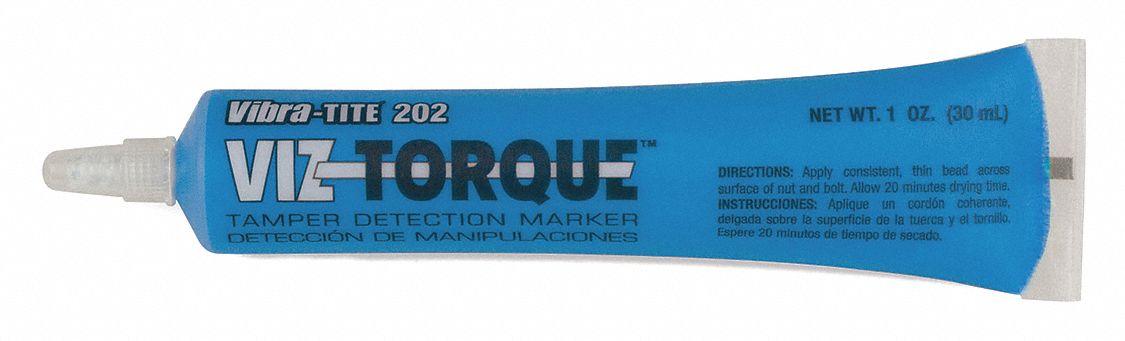 Vibra-TITE 202
VIZ-TORQUE™
TAMPER DETECTION MARKER
DETECCIÓN DE MANIPULACIONES
NET WT. 1 OZ. (30 mL)
DIRECTIONS: Apply consistent, thin bead across
surface of nut and bolt. Allow 20 minutes drying time.
INSTRUCCIONES: Aplique un cordón coherente,
delgada sobre la superficie de la tuerca y el tornillo.
Espere 20 minutos de tiempo de secado.